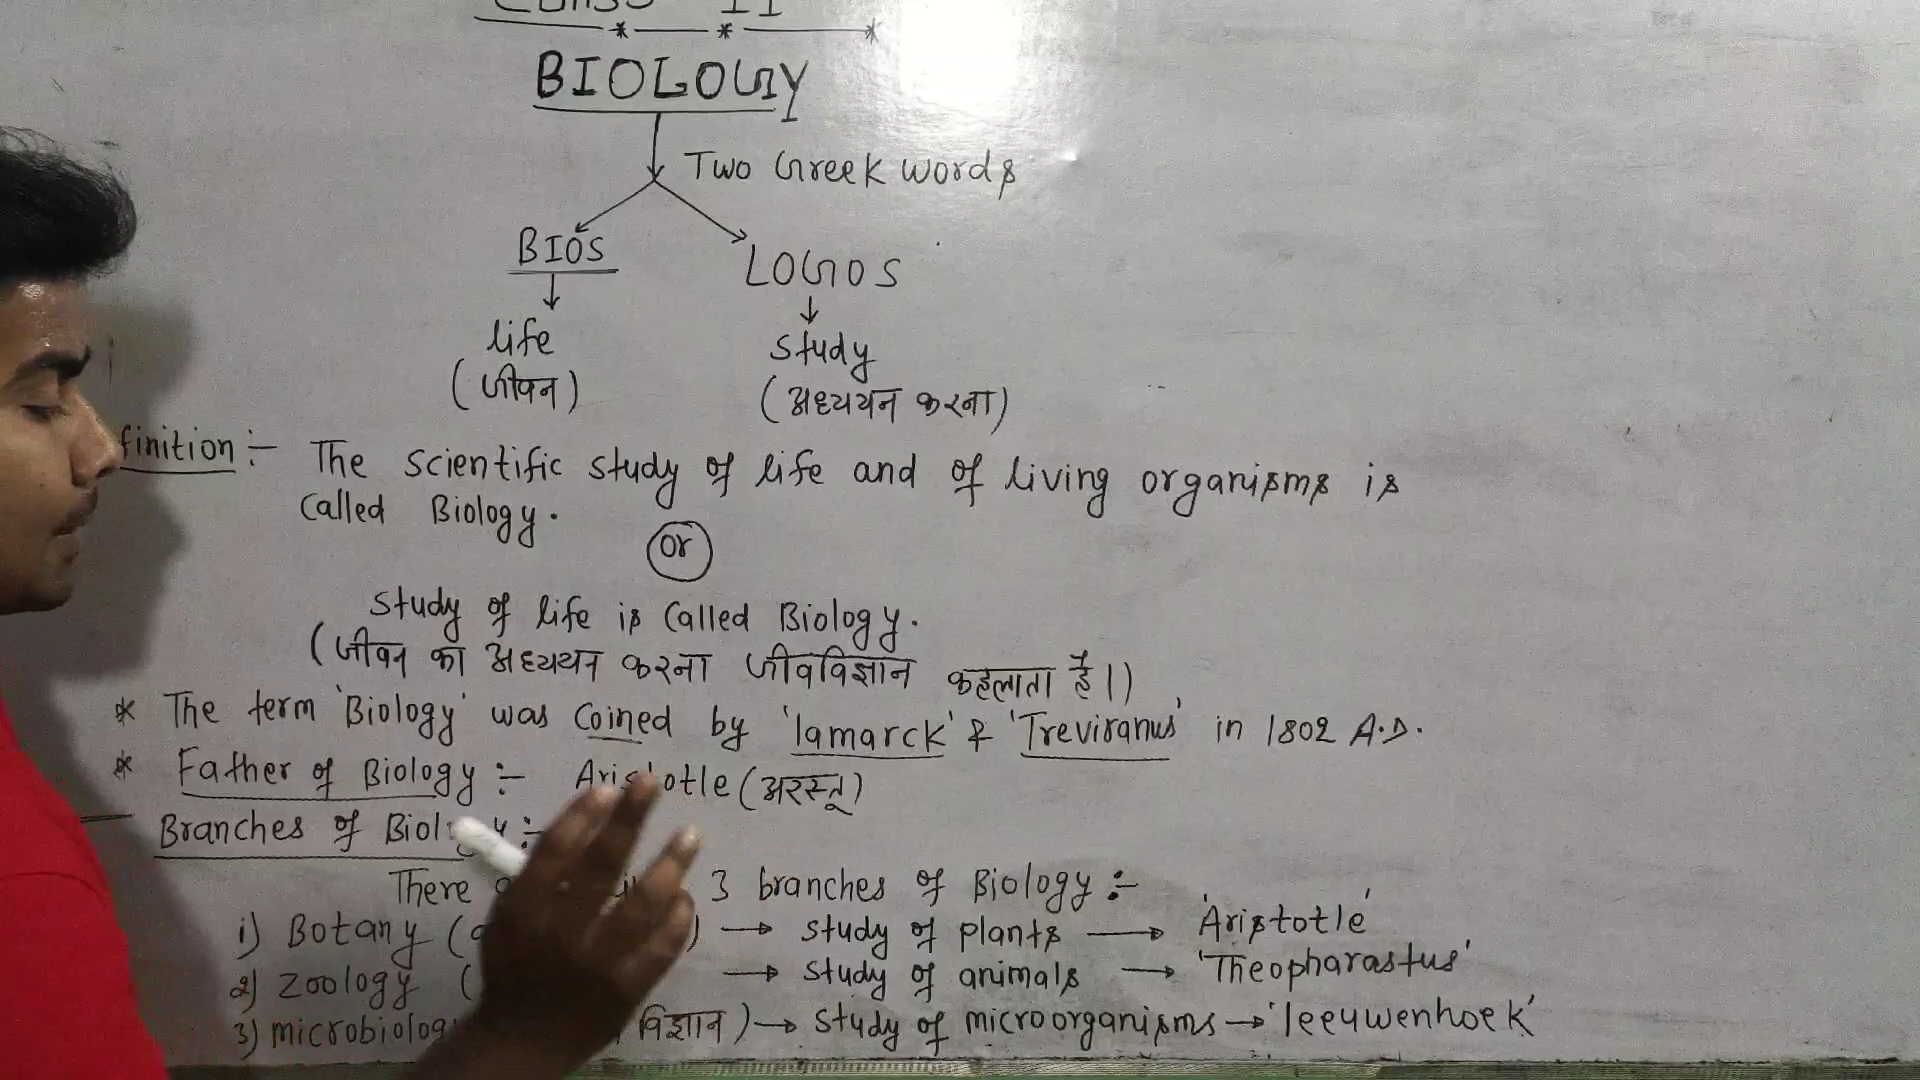 BIOLOGY
Two Greek words
BIOS
LOGOS
life
study
(जीवन)
(अध्ययन करना)
finition :- The scientific study of life and of living organisms is
called Biology.
or
study of life is called Biology.
(जीवन का अध्ययन करना जीवविज्ञान कहलाता है।)
* The term 'Biology' was coined by 'lamarck' & 'Treviranus' in 1802 A.D.
* Father of Biology :- Aristotle (अरस्तू)
Branches of Biology :-
There 3 branches of Biology :-
i) Botany ( ) → study of plants → 'Aristotle'
2) Zoology ( → study of animals → 'Theopharastus'
3) microbiolog विज्ञान) → study of microorganisms → 'leeuwenhoek'